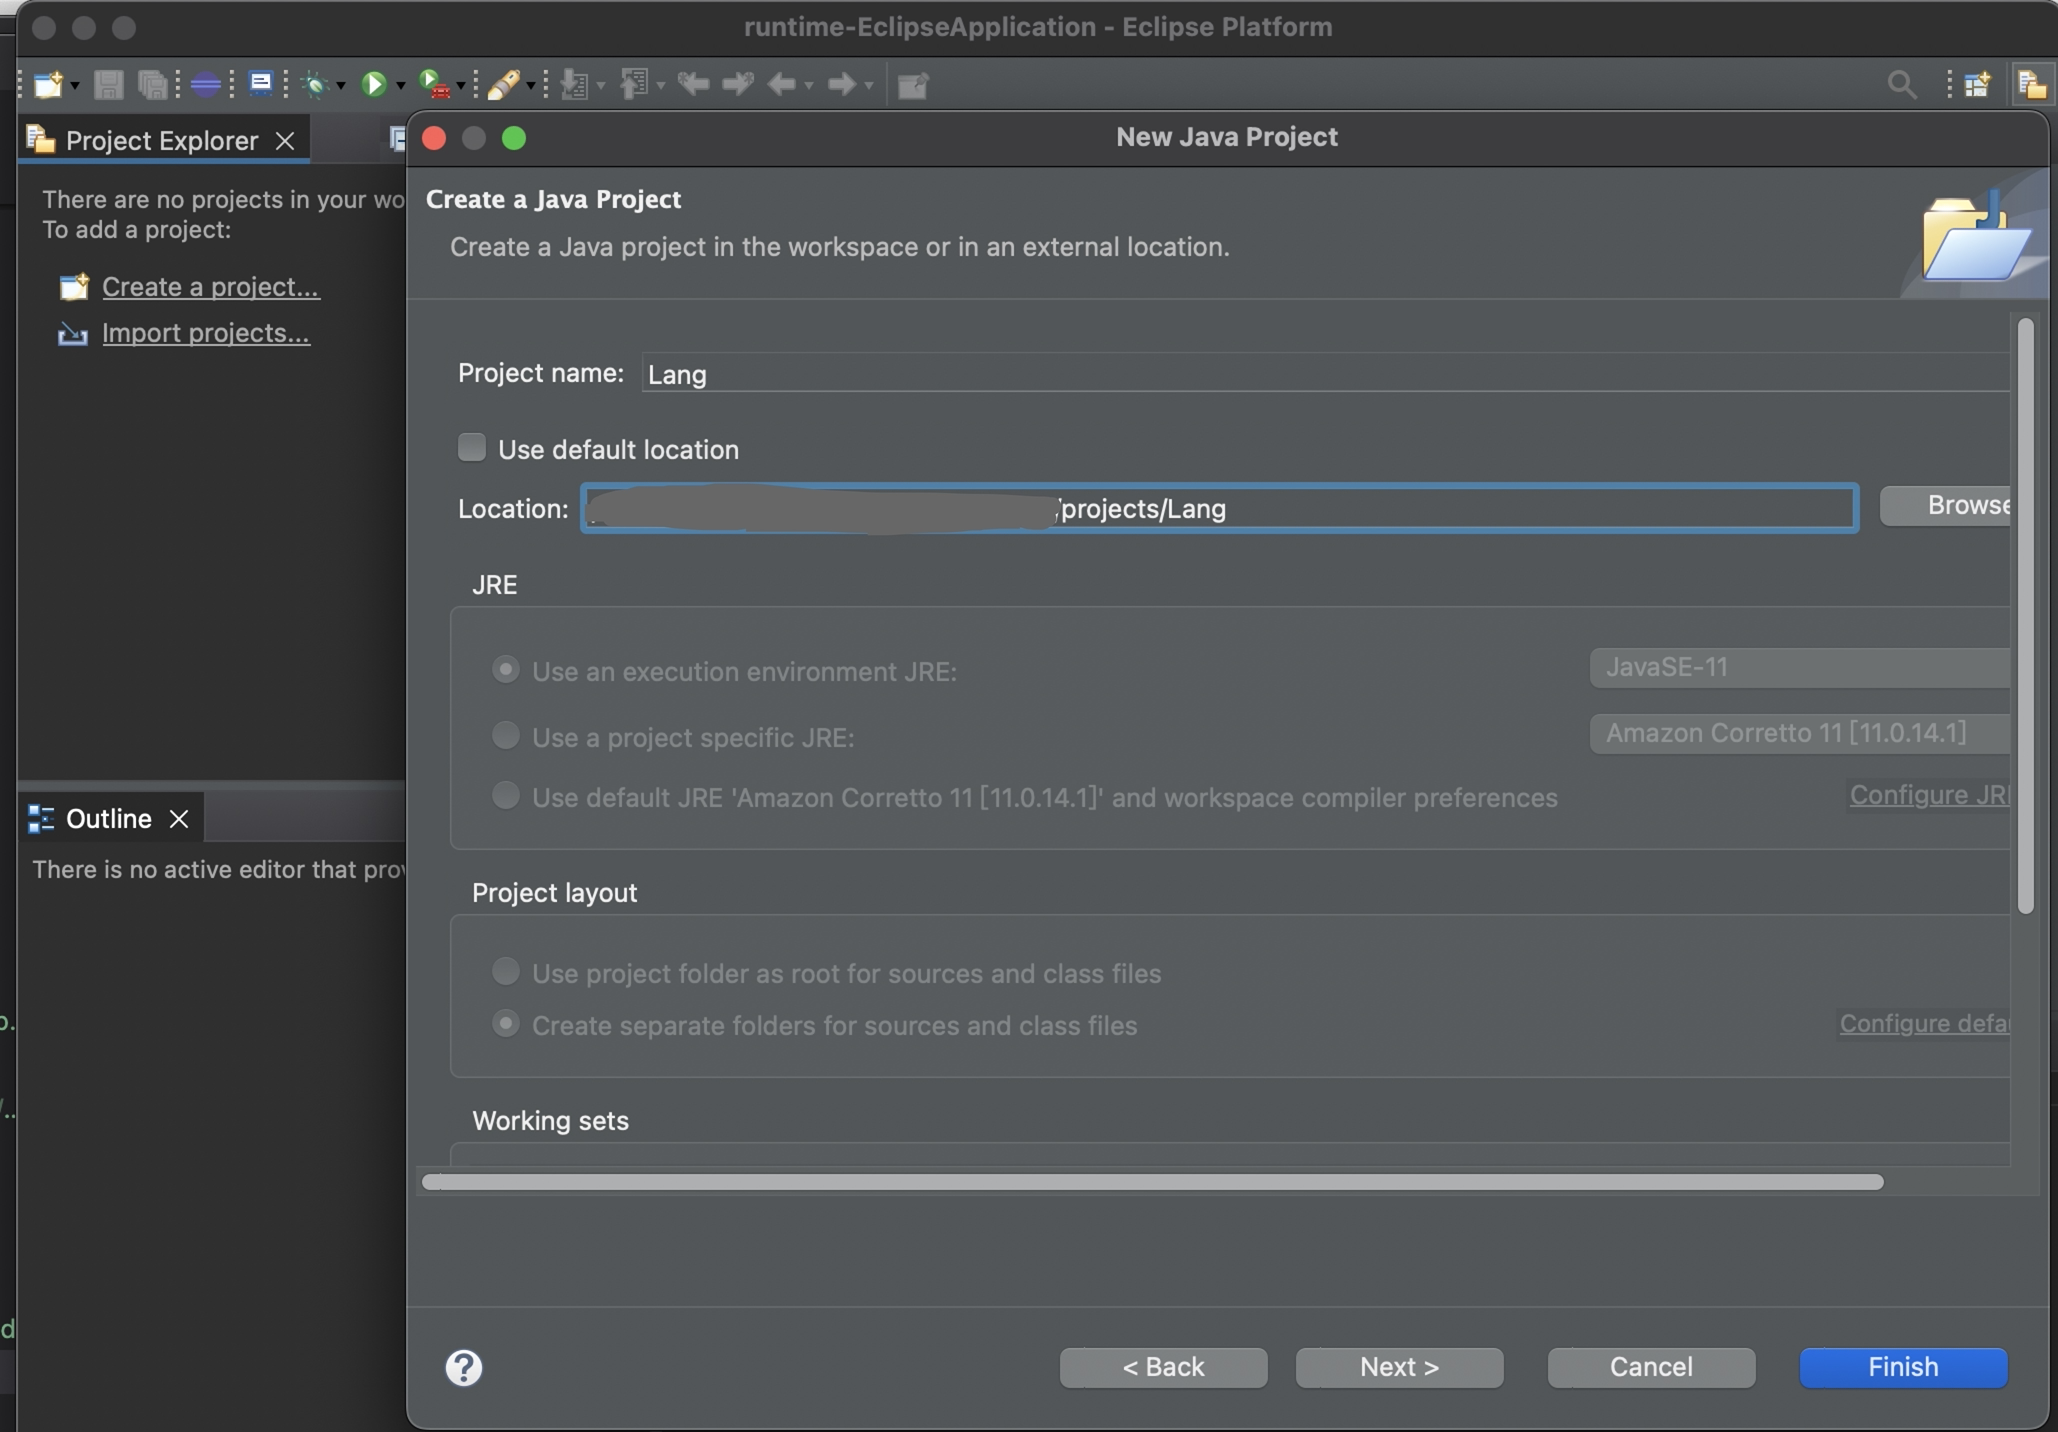 runtime-EclipseApplication - Eclipse Platform
Project Explorer
There are no projects in your wo
To add a project:
Create a project...
Import projects...
Outline
There is no active editor that prov
New Java Project
Create a Java Project
Create a Java project in the workspace or in an external location.
Project name: Lang
Use default location
Location: /projects/Lang
Browse
JRE
Use an execution environment JRE: JavaSE-11
Use a project specific JRE: Amazon Corretto 11 [11.0.14.1]
Use default JRE 'Amazon Corretto 11 [11.0.14.1]' and workspace compiler preferences Configure JR
Project layout
Use project folder as root for sources and class files
Create separate folders for sources and class files Configure defau
Working sets
? < Back Next > Cancel Finish